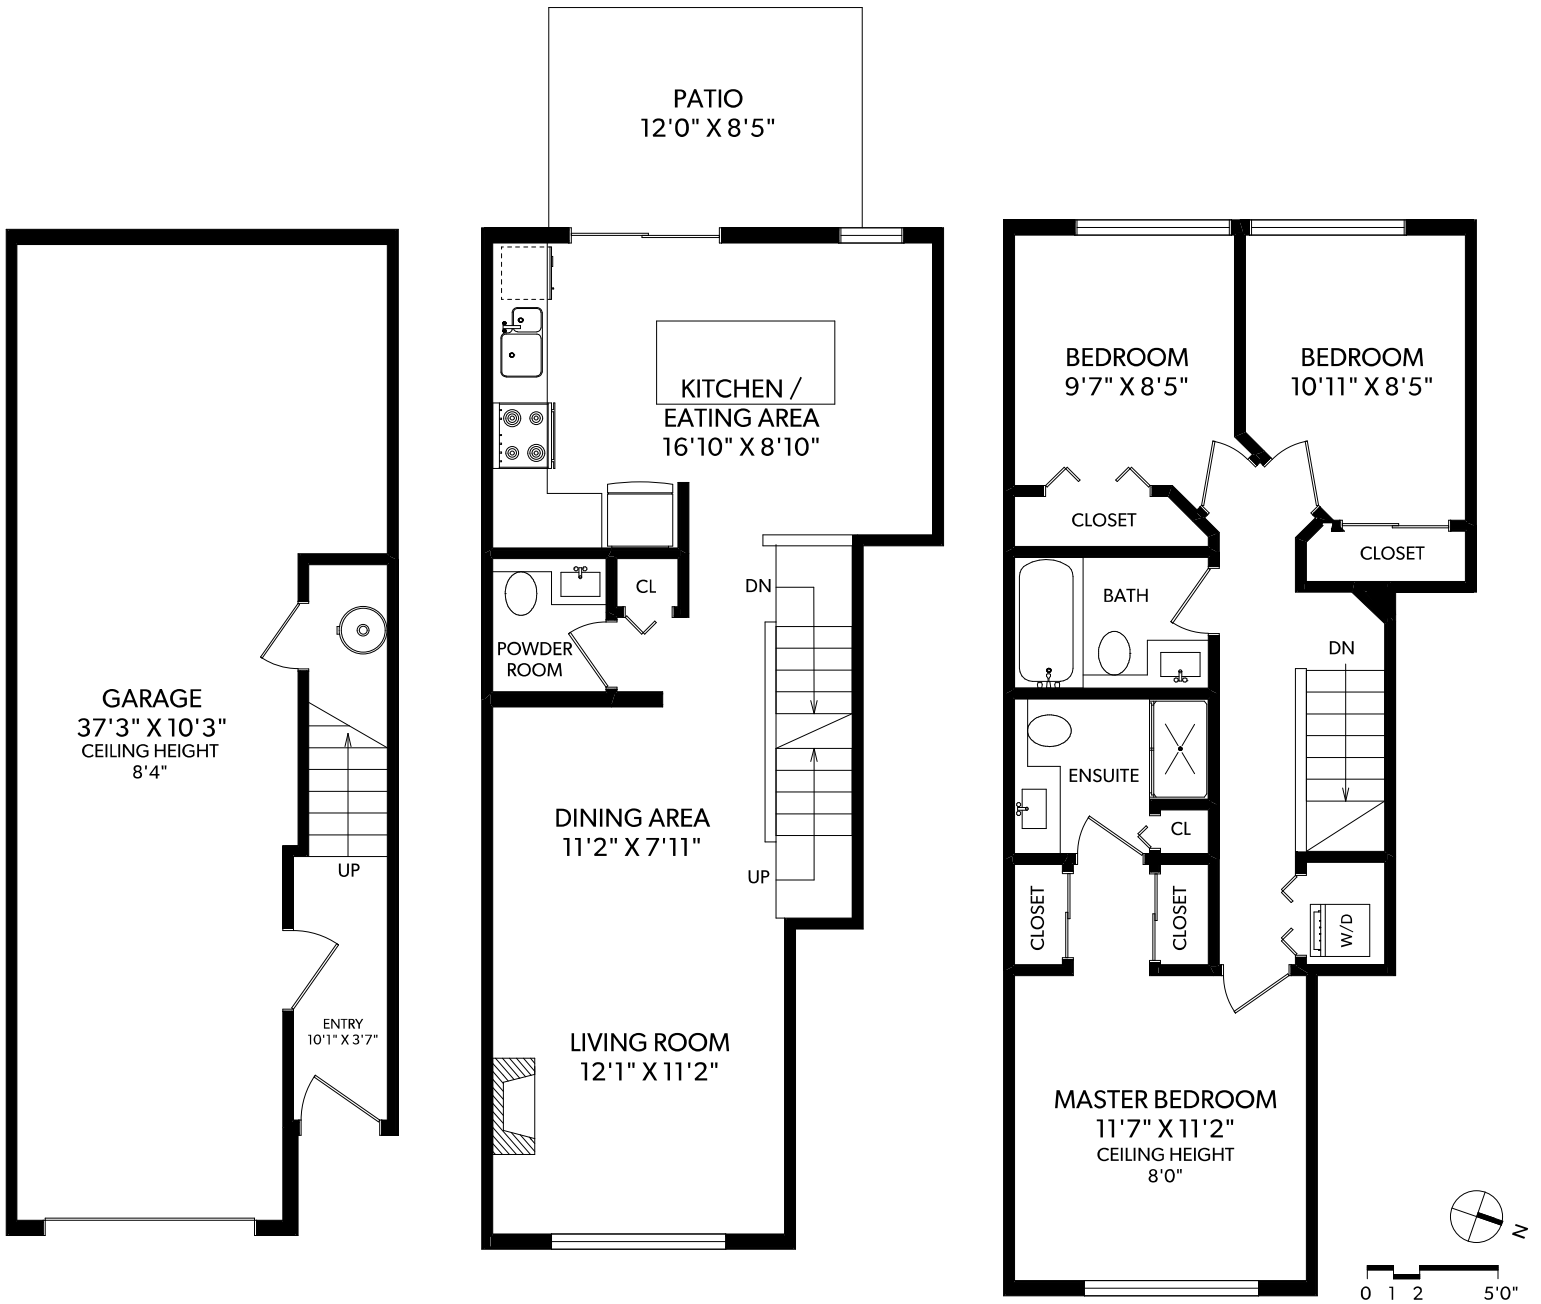 PATIO
12'0" X 8'5"
KITCHEN /
EATING AREA
16'10" X 8'10"
BEDROOM
9'7" X 8'5"
BEDROOM
10'11" X 8'5"
CLOSET
CLOSET
CL
DN
BATH
POWDER
ROOM
DN
GARAGE
37'3" X 10'3"
CEILING HEIGHT
8'4"
UP
DINING AREA
11'2" X 7'11"
UP
ENSUITE
CL
CLOSET
CLOSET
W/D
ENTRY
10'1" X 3'7"
LIVING ROOM
12'1" X 11'2"
MASTER BEDROOM
11'7" X 11'2"
CEILING HEIGHT
8'0"
N
0 1 2 5'0"